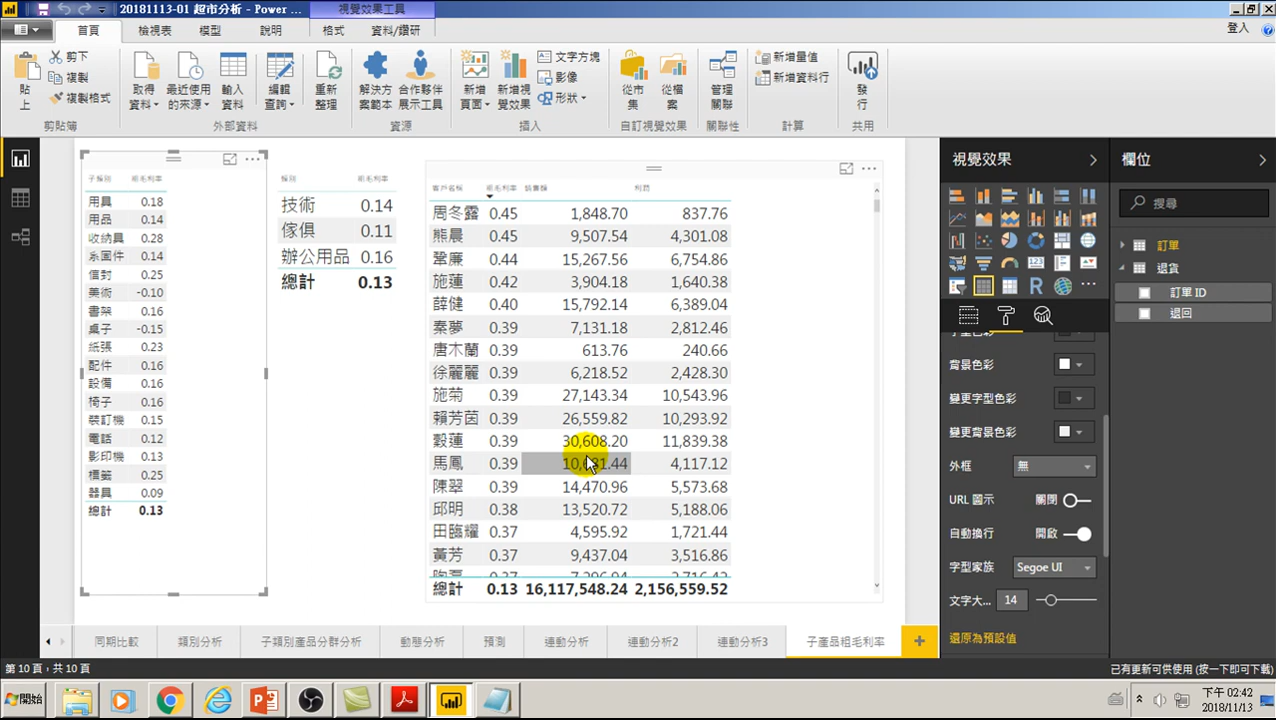 20181113-01 超市分析 - Power ...
視覺效果工具
首頁 檢視表 模型 說明 格式 資料/鑽研
登入
剪下
複製
複製格式
貼上
取得資料
最近使用的來源
輸入資料
編輯查詢
重新整理
解決方案範本
合作夥伴展示工具
新增頁面
新增視覺效果
文字方塊
影像
形狀
從市集
從檔案
管理關聯
新增量值
新增資料行
發行
剪貼簿 外部資料 資源 插入 自訂視覺效果 關聯性 計算 共用
子類別 粗毛利率
用具 0.18
用品 0.14
收納具 0.28
系固件 0.14
信封 0.25
美術 -0.10
書架 0.16
桌子 -0.15
紙張 0.23
配件 0.16
設備 0.16
椅子 0.16
裝訂機 0.15
電話 0.12
影印機 0.13
標籤 0.25
器具 0.09
總計 0.13
類別 粗毛利率
技術 0.14
傢俱 0.11
辦公用品 0.16
總計 0.13
客戶名稱 粗毛利率 銷售額 利潤
周冬露 0.45 1,848.70 837.76
熊晨 0.45 9,507.54 4,301.08
鞏廉 0.44 15,267.56 6,754.86
施蓮 0.42 3,904.18 1,640.38
薛健 0.40 15,792.14 6,389.04
秦夢 0.39 7,131.18 2,812.46
唐木蘭 0.39 613.76 240.66
徐麗麗 0.39 6,218.52 2,428.30
施菊 0.39 27,143.34 10,543.96
賴芳茵 0.39 26,559.82 10,293.92
穀蓮 0.39 30,608.20 11,839.38
馬鳳 0.39 4,117.12
陳翠 0.39 14,470.96 5,573.68
邱明 0.38 13,520.72 5,188.06
田臨耀 0.37 4,595.92 1,721.44
黃芳 0.37 9,437.04 3,516.86
總計 0.13 16,117,548.24 2,156,559.52
視覺效果
背景色彩
變更字型色彩
變更背景色彩
外框 無
URL 圖示 關閉
自動換行 開啟
字型家族 Segoe UI
文字大... 14
還原為預設值
欄位
搜尋
訂單
退貨
訂單 ID
退回
同期比較 類別分析 子類別產品分群分析 動態分析 預測 連動分析 連動分析2 連動分析3 子產品粗毛利率
第 10 頁，共 10 頁
已有更新可供使用 (按一下即可下載)
開始
下午 02:42
2018/11/13